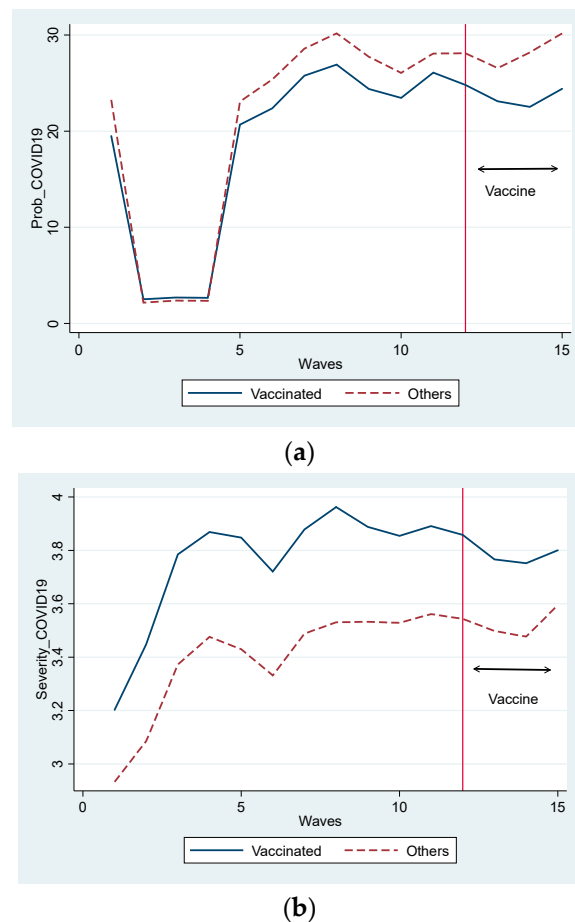 30
20
10
0
Prob_COVID19
Vaccine
0 5 10 15
Waves
Vaccinated Others
(a)
4
3.8
3.6
3.4
3.2
3
Severity_COVID19
Vaccine
0 5 10 15
Waves
Vaccinated Others
(b)